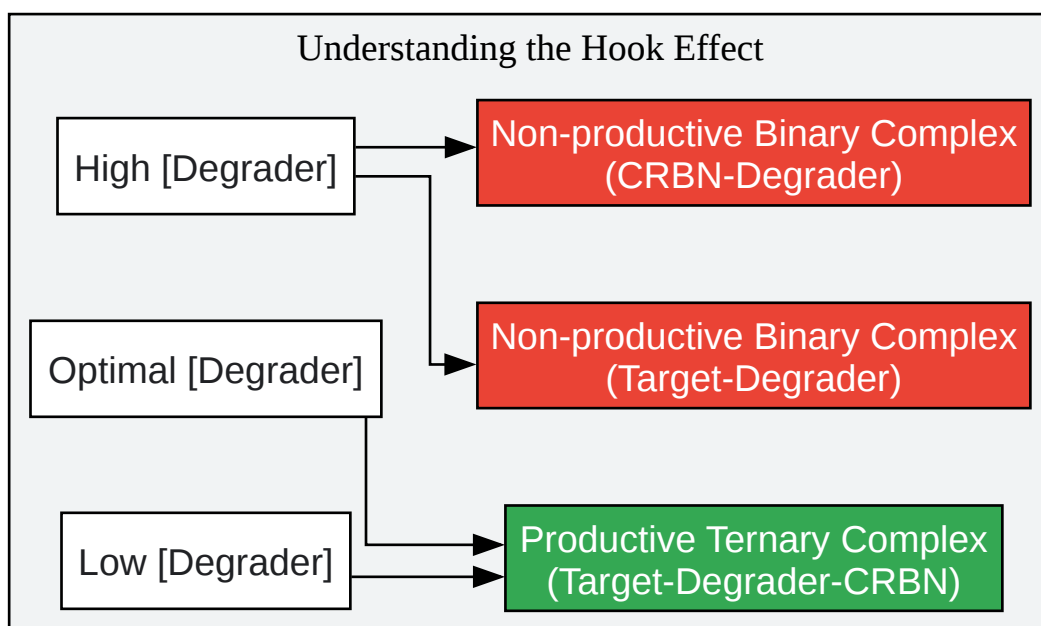 Understanding the Hook Effect
High [Degrader]
Non-productive Binary Complex
(CRBN-Degrader)
Optimal [Degrader]
Non-productive Binary Complex
(Target-Degrader)
Low [Degrader]
Productive Ternary Complex
(Target-Degrader-CRBN)